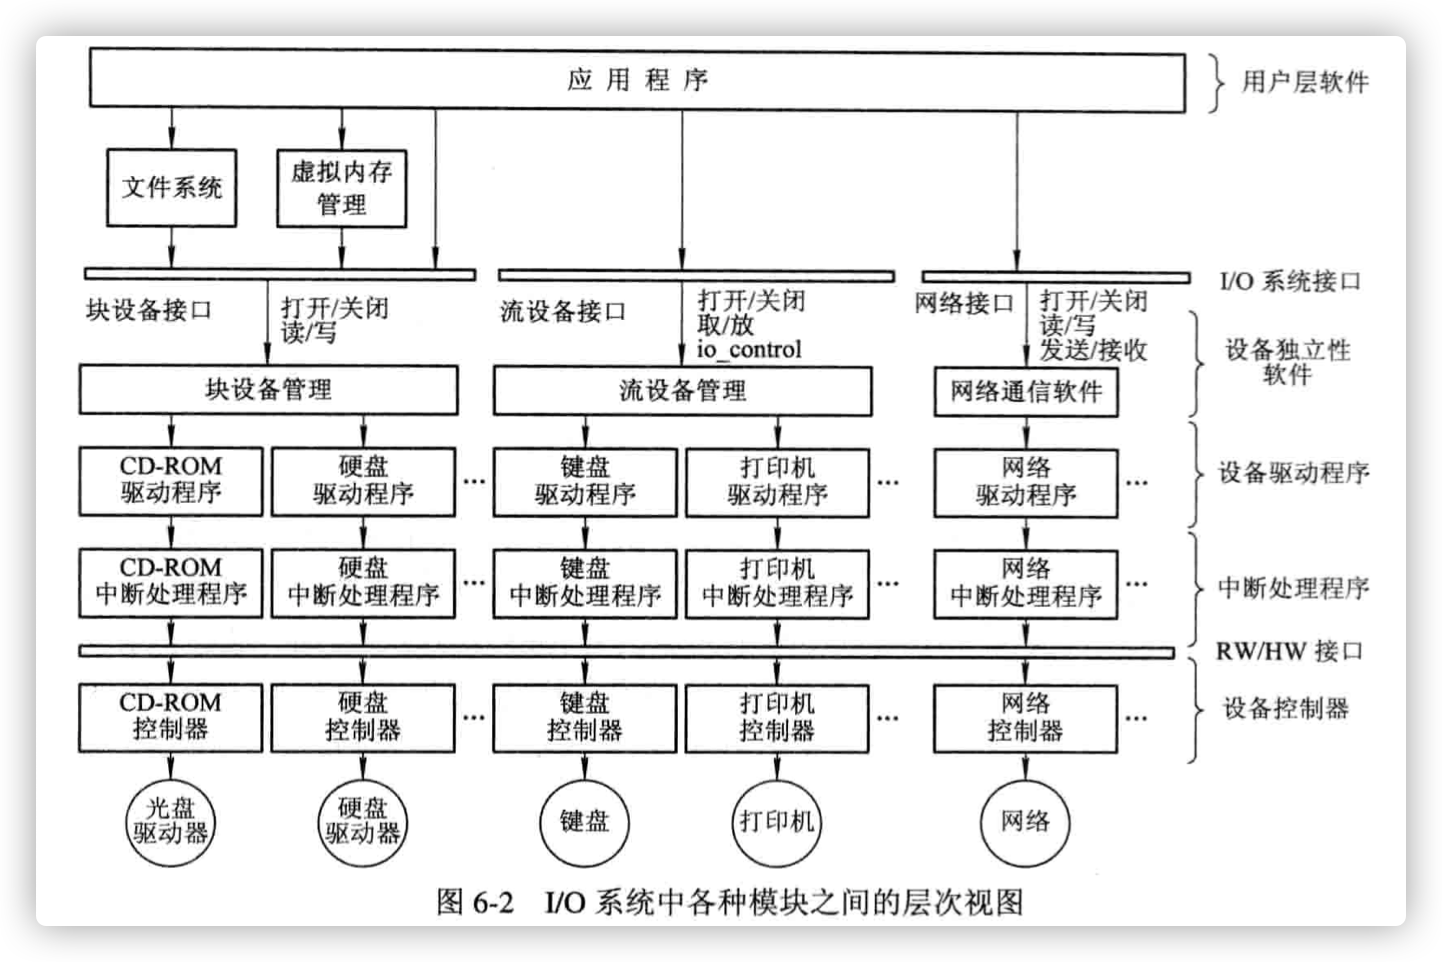 应用程序
用户层软件
文件系统
虚拟内存
管理
I/O 系统接口
块设备接口
打开/关闭
读/写
流设备接口
打开/关闭
取/放
io_control
网络接口
打开/关闭
读/写
发送/接收
设备独立性
软件
块设备管理
流设备管理
网络通信软件
CD-ROM
驱动程序
硬盘
驱动程序
…
键盘
驱动程序
打印机
驱动程序
…
网络
驱动程序
…
设备驱动程序
CD-ROM
中断处理程序
硬盘
中断处理程序
…
键盘
中断处理程序
打印机
中断处理程序
…
网络
中断处理程序
…
中断处理程序
RW/HW 接口
CD-ROM
控制器
硬盘
控制器
…
键盘
控制器
打印机
控制器
…
网络
控制器
…
设备控制器
光盘
驱动器
硬盘
驱动器
键盘
打印机
网络
图 6-2 I/O 系统中各种模块之间的层次视图